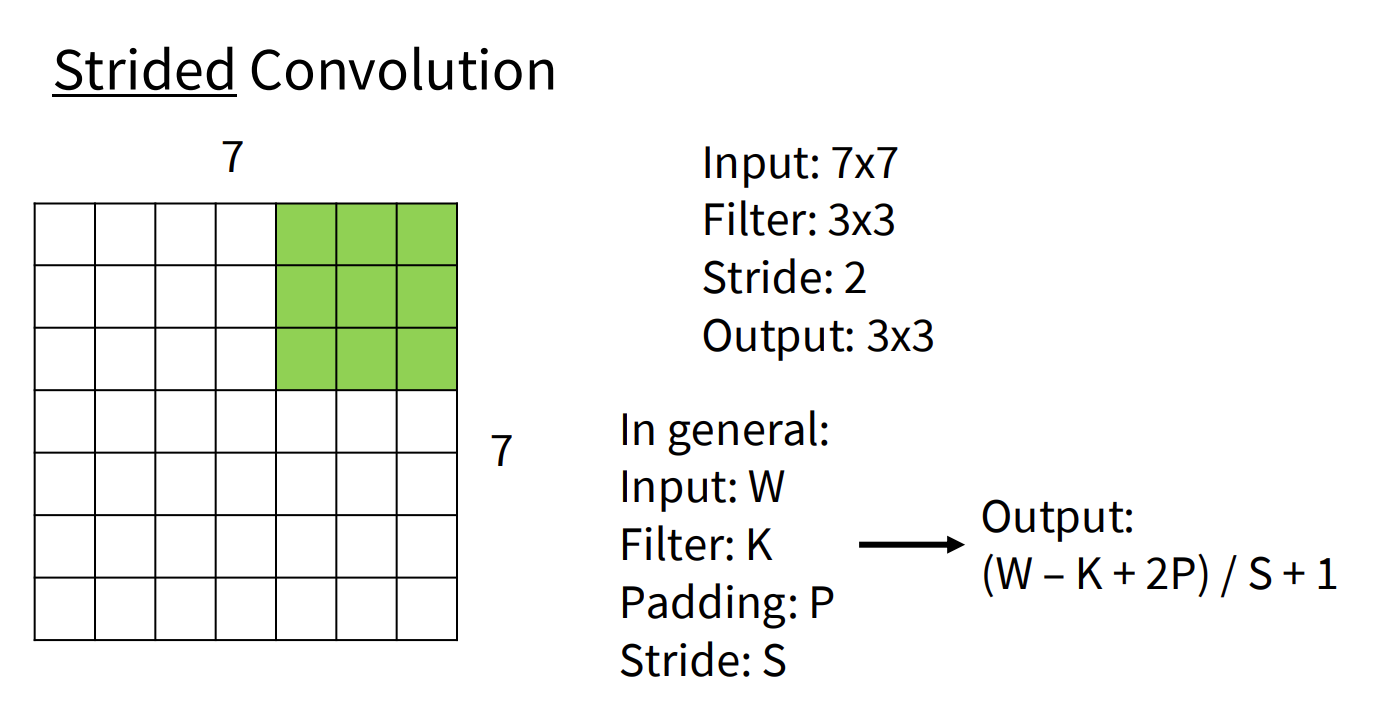 Strided Convolution
7
7
Input: 7x7
Filter: 3x3
Stride: 2
Output: 3x3
In general:
Input: W
Filter: K
Padding: P
Stride: S
Output:
(W – K + 2P) / S + 1